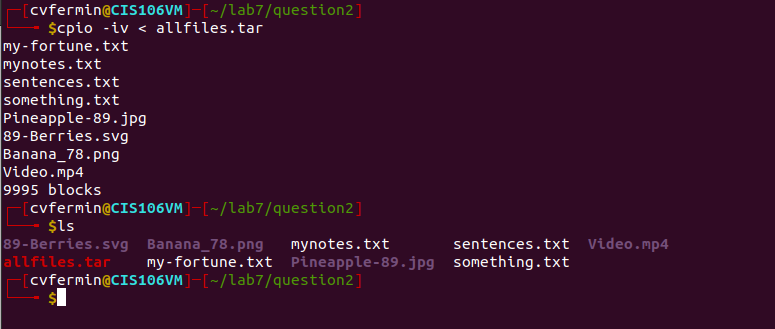 [cvfermin@CIS106VM]-[~/lab7/question2]
$cpio -iv < allfiles.tar
my-fortune.txt
mynotes.txt
sentences.txt
something.txt
Pineapple-89.jpg
89-Berries.svg
Banana_78.png
Video.mp4
9995 blocks
[cvfermin@CIS106VM]-[~/lab7/question2]
$ls
89-Berries.svg  Banana_78.png   mynotes.txt       sentences.txt  Video.mp4
allfiles.tar    my-fortune.txt  Pineapple-89.jpg  something.txt
[cvfermin@CIS106VM]-[~/lab7/question2]
$